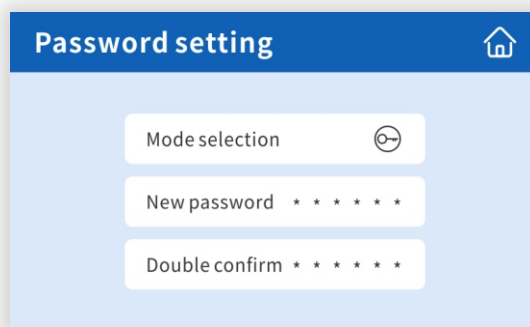 Password setting
Mode selection
New password * * * * * *
Double confirm * * * * * *